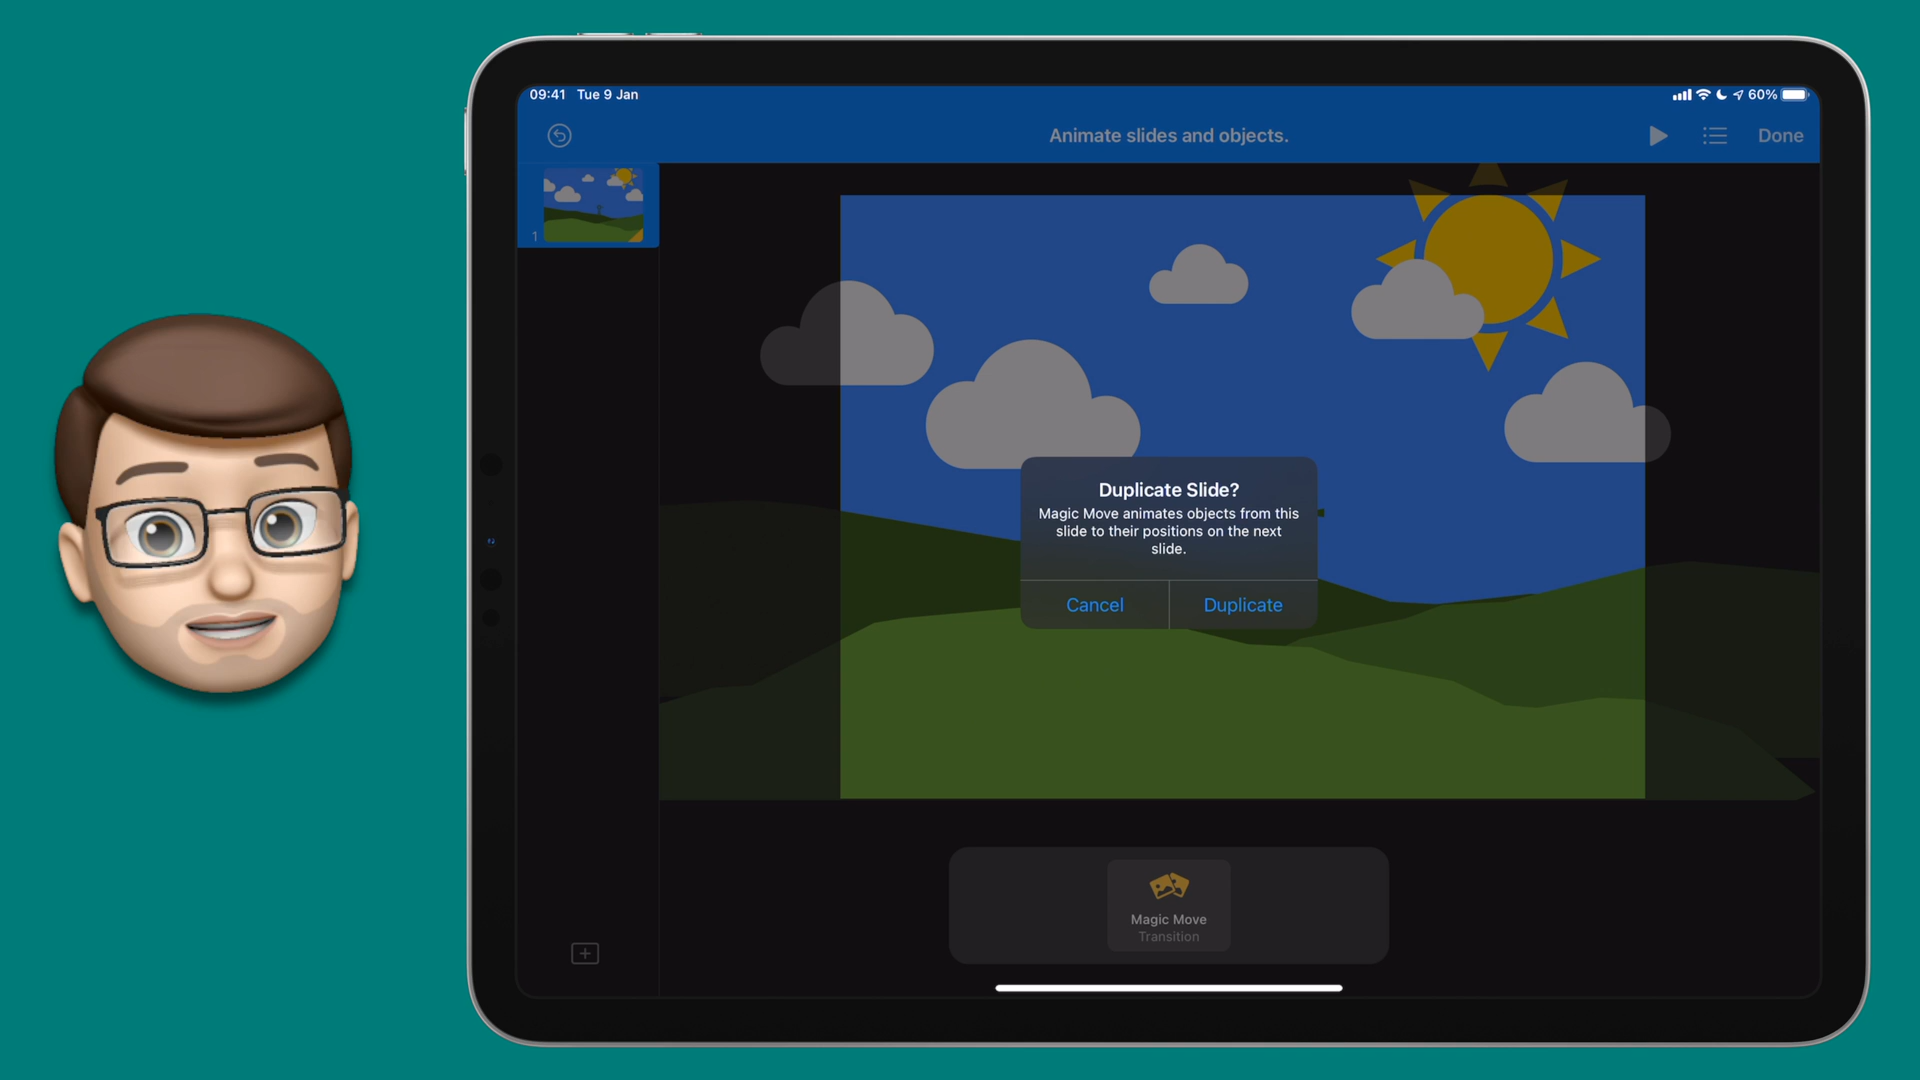 09:41 Tue 9 Jan
60%
Animate slides and objects.
Done
1
Duplicate Slide?
Magic Move animates objects from this
slide to their positions on the next
slide.
Cancel
Duplicate
Magic Move
Transition